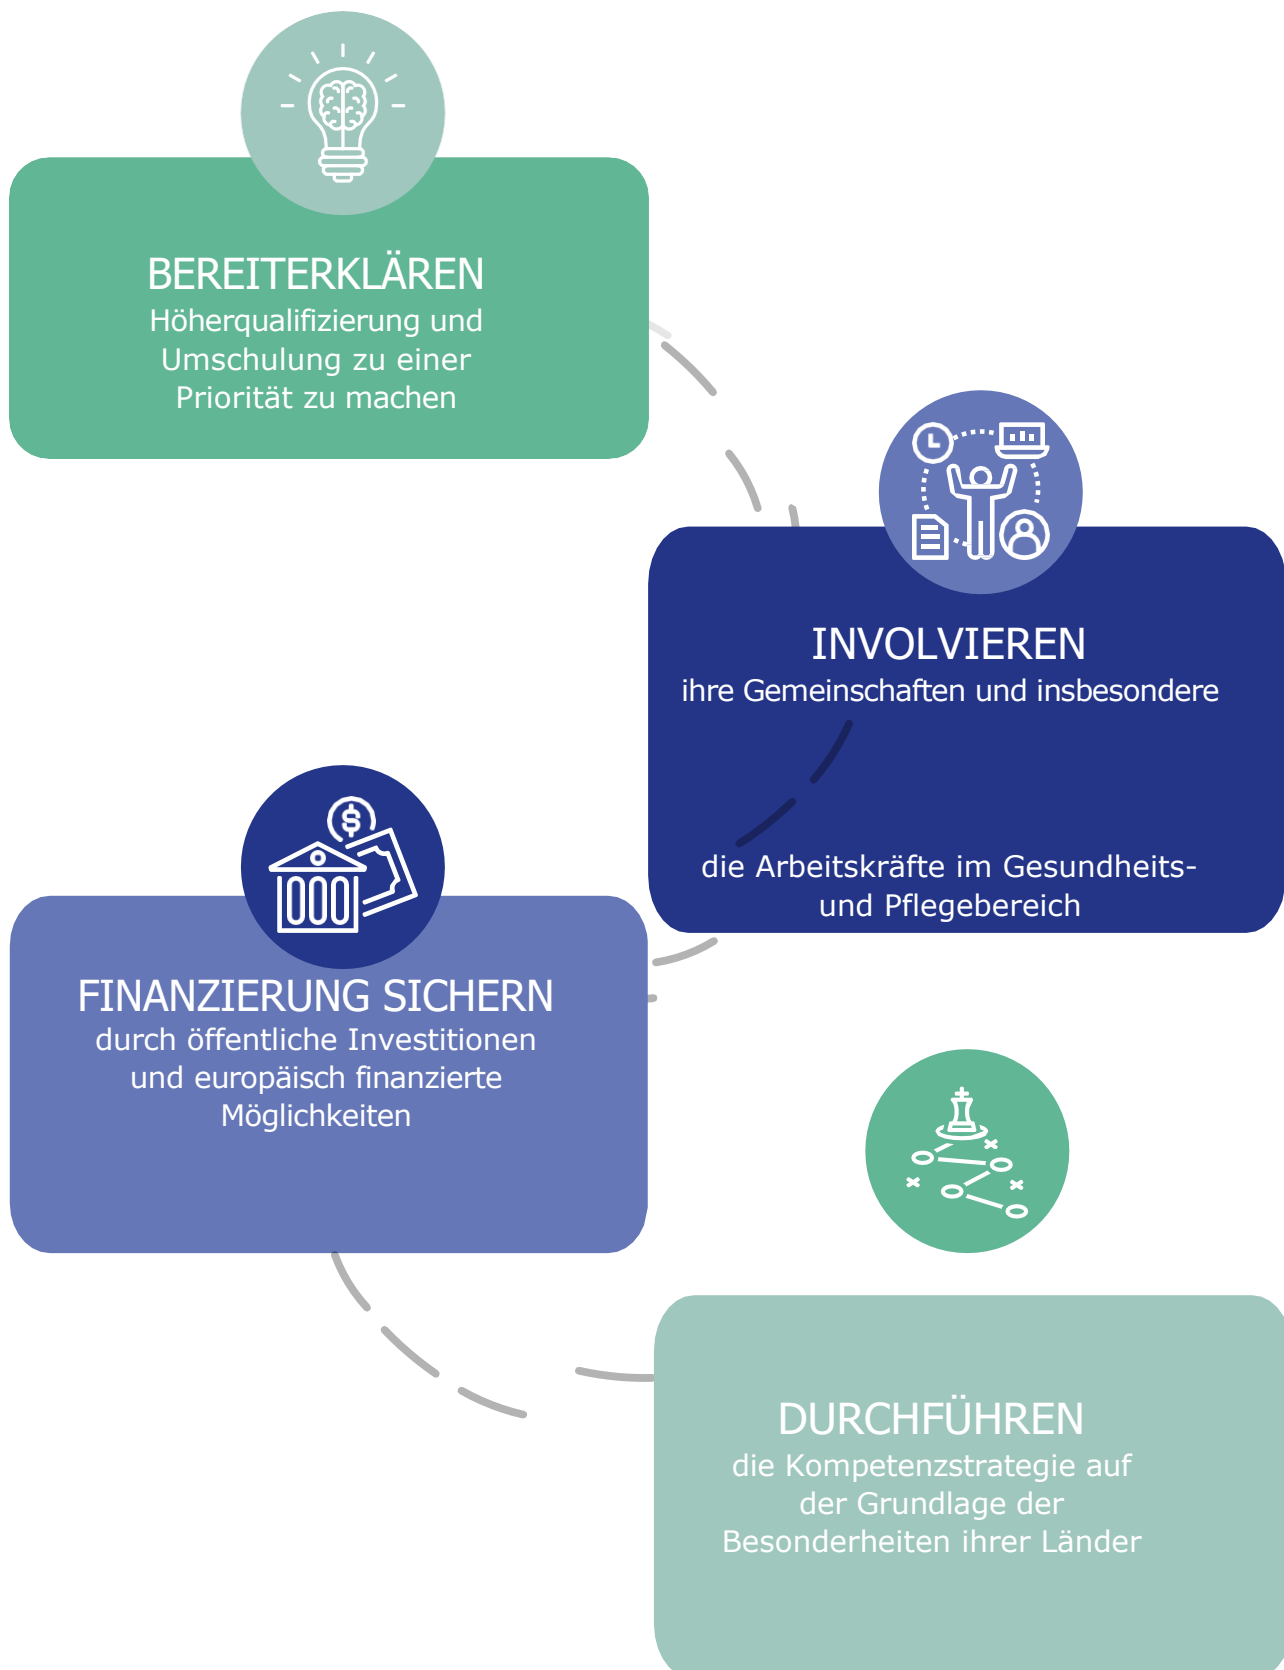 BEREITERKLÄREN
Höherqualifizierung und
Umschulung zu einer
Priorität zu machen
INVOLVIEREN
ihre Gemeinschaften und insbesondere
die Arbeitskräfte im Gesundheits-
und Pflegebereich
FINANZIERUNG SICHERN
durch öffentliche Investitionen
und europäisch finanzierte
Möglichkeiten
DURCHFÜHREN
die Kompetenzstrategie auf
der Grundlage der
Besonderheiten ihrer Länder